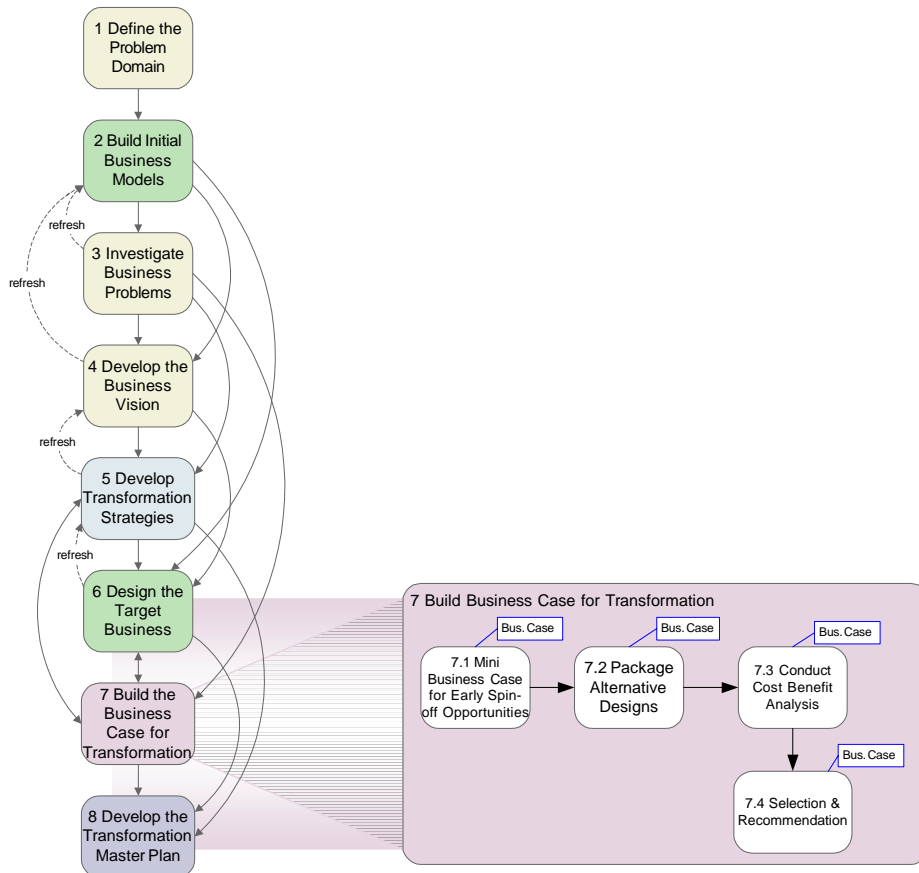 1 Define the
Problem
Domain
2 Build Initial
Business
Models
refresh
3 Investigate
Business
Problems
refresh
4 Develop the
Business
Vision
refresh
5 Develop
Transformation
Strategies
refresh
6 Design the
Target
Business
7 Build the
Business
Case for
Transformation
8 Develop the
Transformation
Master Plan
7 Build Business Case for Transformation
Bus. Case
7.1 Mini
Business Case
for Early Spin-
off Opportunities
Bus. Case
7.2 Package
Alternative
Designs
Bus. Case
7.3 Conduct
Cost Benefit
Analysis
Bus. Case
7.4 Selection &
Recommendation